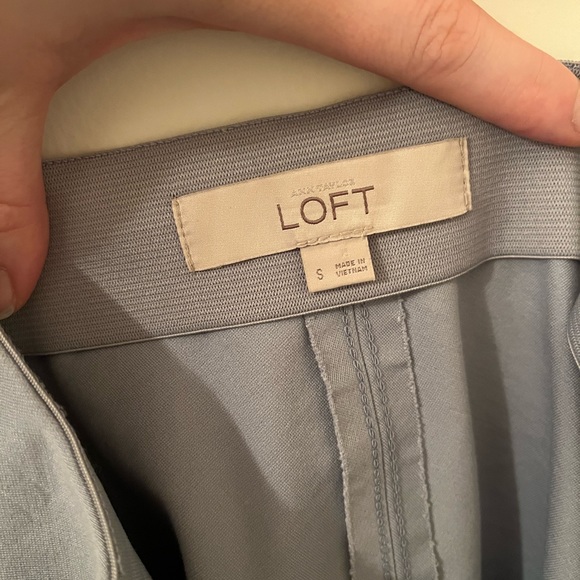 ANN TAYLOR
LOFT
S
MADE IN
VIETNAM